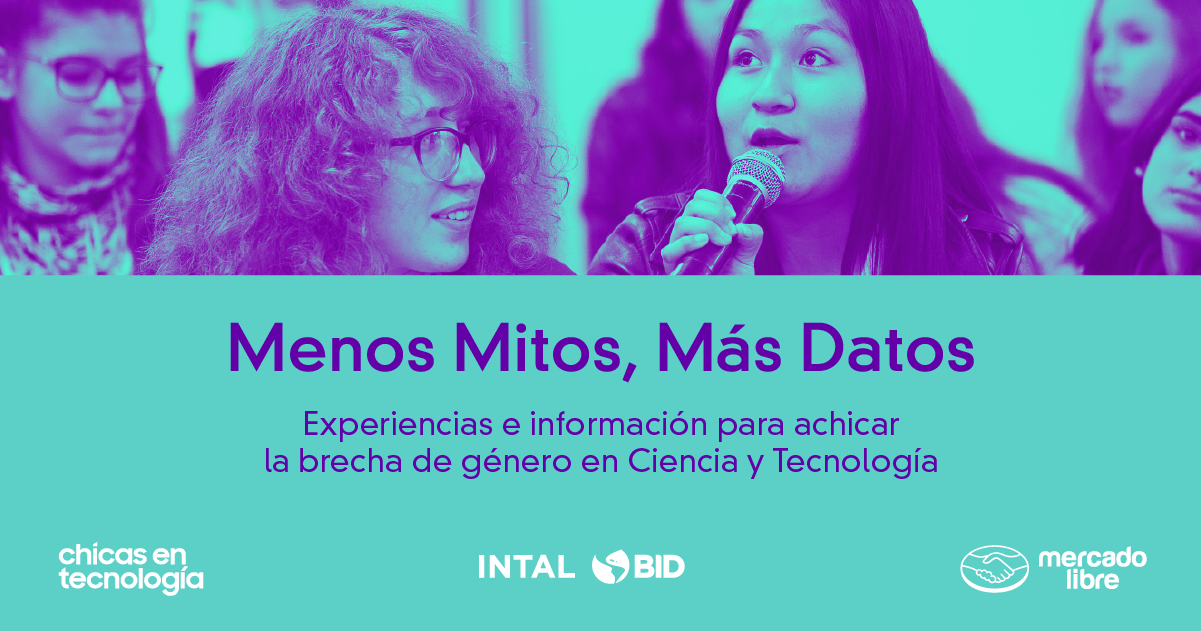 Menos Mitos, Más Datos
Experiencias e información para achicar
la brecha de género en Ciencia y Tecnología
chicas en
tecnología
INTAL BID
mercado
libre